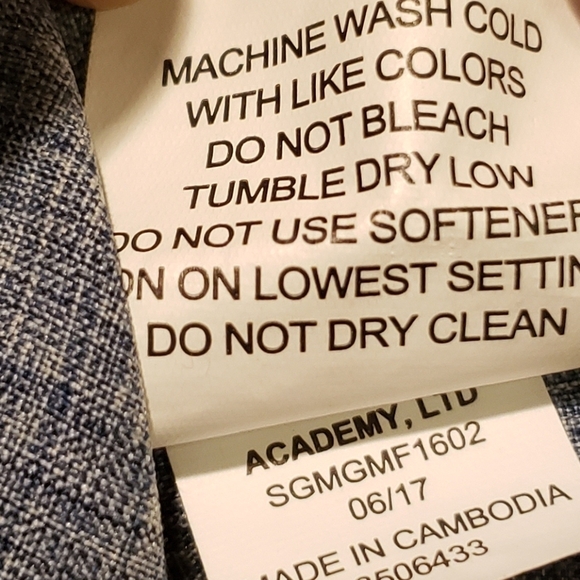 MACHINE WASH COLD
WITH LIKE COLORS
DO NOT BLEACH
TUMBLE DRY LOW
DO NOT USE SOFTENER
ON ON LOWEST SETTIN
DO NOT DRY CLEAN
ACADEMY, LTD
SGMGMF1602
06/17
MADE IN CAMBODIA
8506433